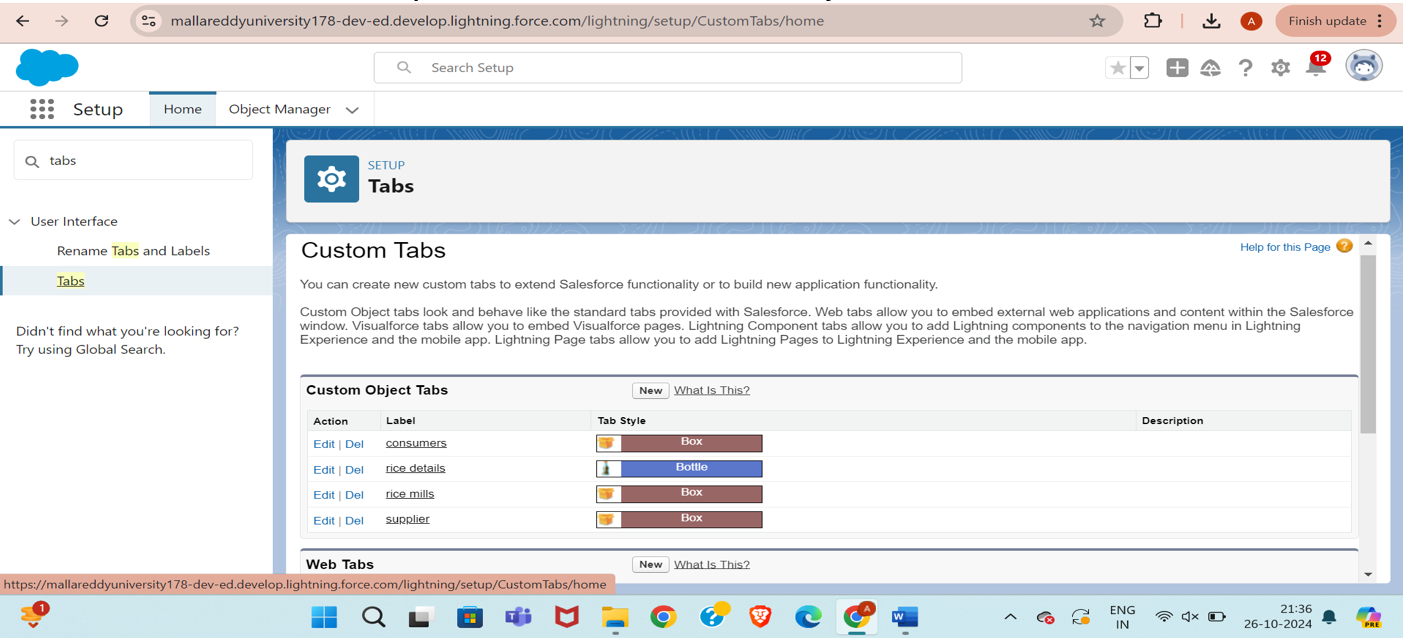 mallareddyuniversity178-dev-ed.develop.lightning.force.com/lightning/setup/CustomTabs/home
A
Finish update
Search Setup
12
Setup
Home
Object Manager
tabs
User Interface
Rename Tabs and Labels
Tabs
Didn't find what you're looking for?
Try using Global Search.
SETUP
Tabs
Custom Tabs
Help for this Page
You can create new custom tabs to extend Salesforce functionality or to build new application functionality.
Custom Object tabs look and behave like the standard tabs provided with Salesforce. Web tabs allow you to embed external web applications and content within the Salesforce
window. Visualforce tabs allow you to embed Visualforce pages. Lightning Component tabs allow you to add Lightning components to the navigation menu in Lightning
Experience and the mobile app. Lightning Page tabs allow you to add Lightning Pages to Lightning Experience and the mobile app.
Custom Object Tabs New What Is This?
Action Label Tab Style Description
Edit | Del consumers Box
Edit | Del rice details Bottle
Edit | Del rice mills Box
Edit | Del supplier Box
Web Tabs New What Is This?
https://mallareddyuniversity178-dev-ed.develop.lightning.force.com/lightning/setup/CustomTabs/home
1
A
ENG
IN
21:36
26-10-2024
PRE